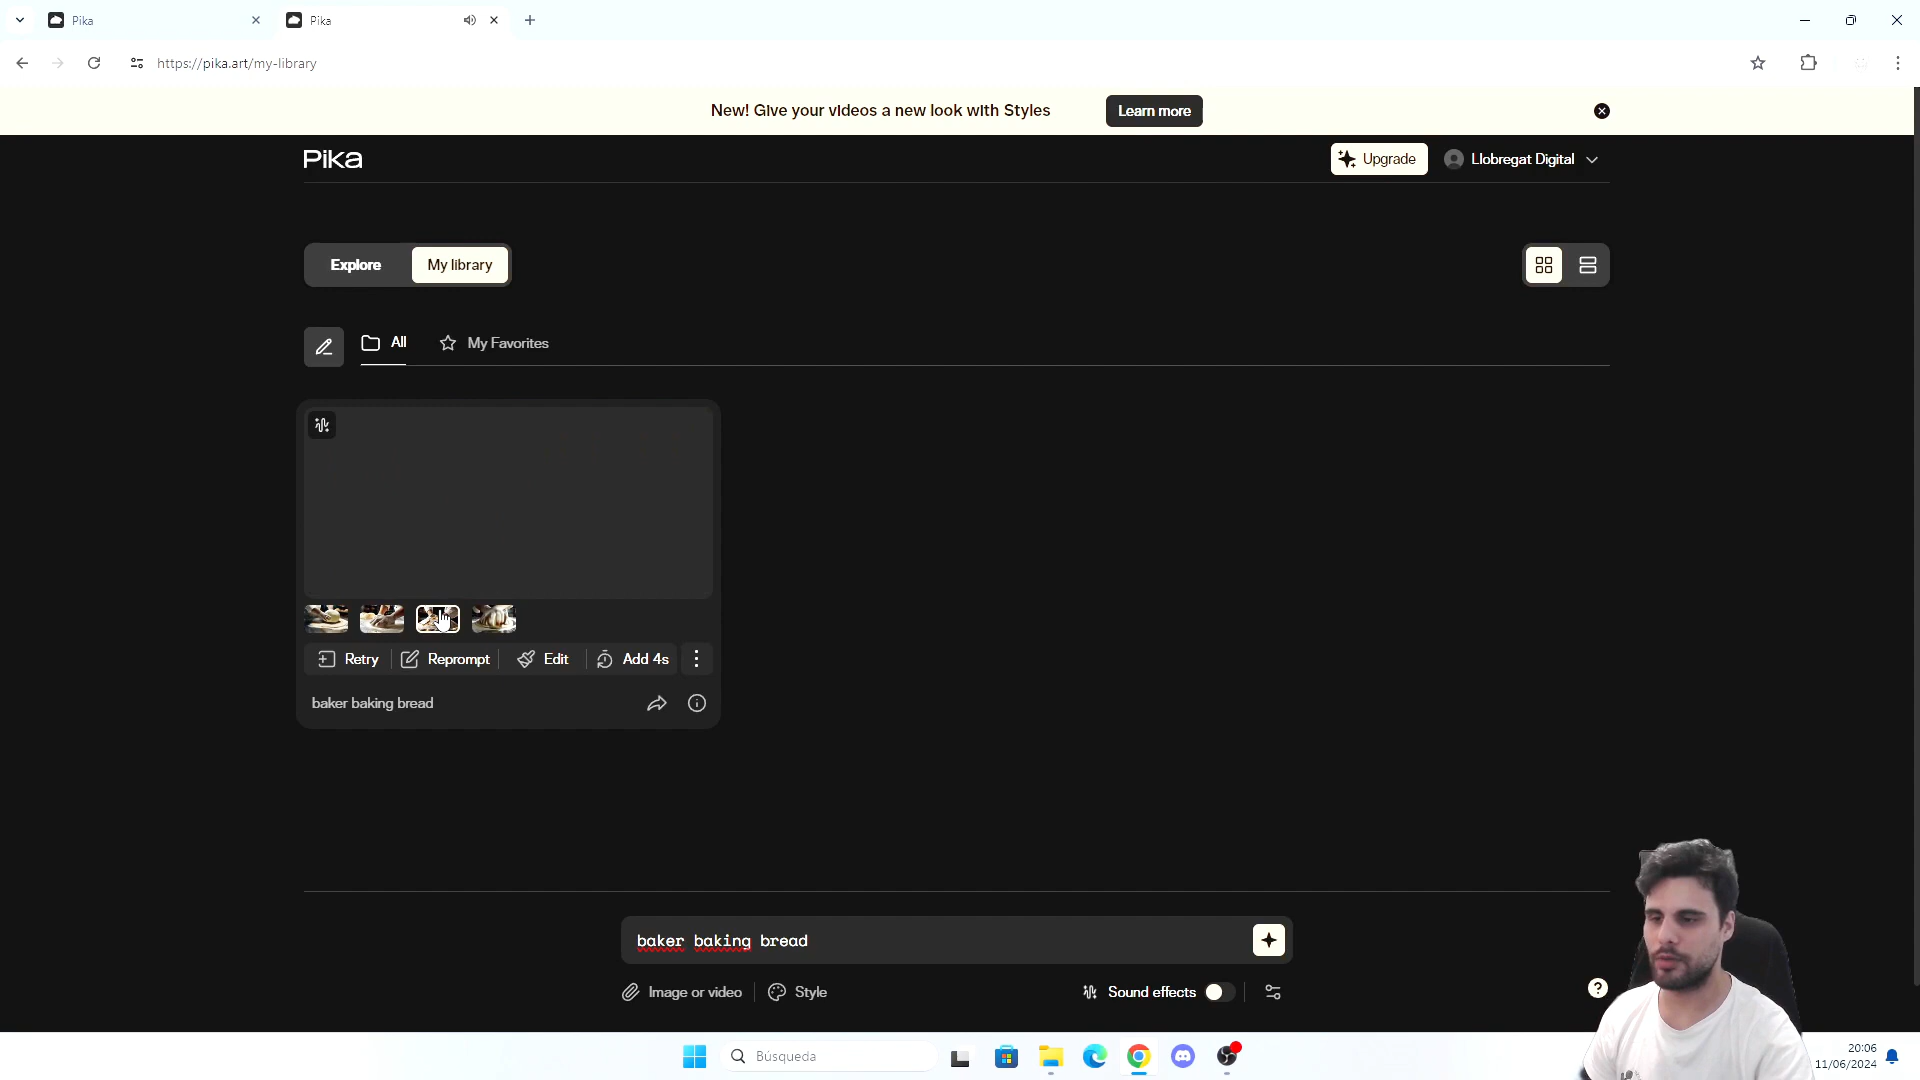 Pika
Pika
https://pika.art/my-library
New! Give your videos a new look with Styles
Learn more
Pika
Upgrade
Llobregat Digital
Explore
My library
All
My Favorites
Retry
Reprompt
Edit
Add 4s
baker baking bread
baker baking bread
Image or video
Style
Sound effects
?
Búsqueda
20:06
11/06/2024